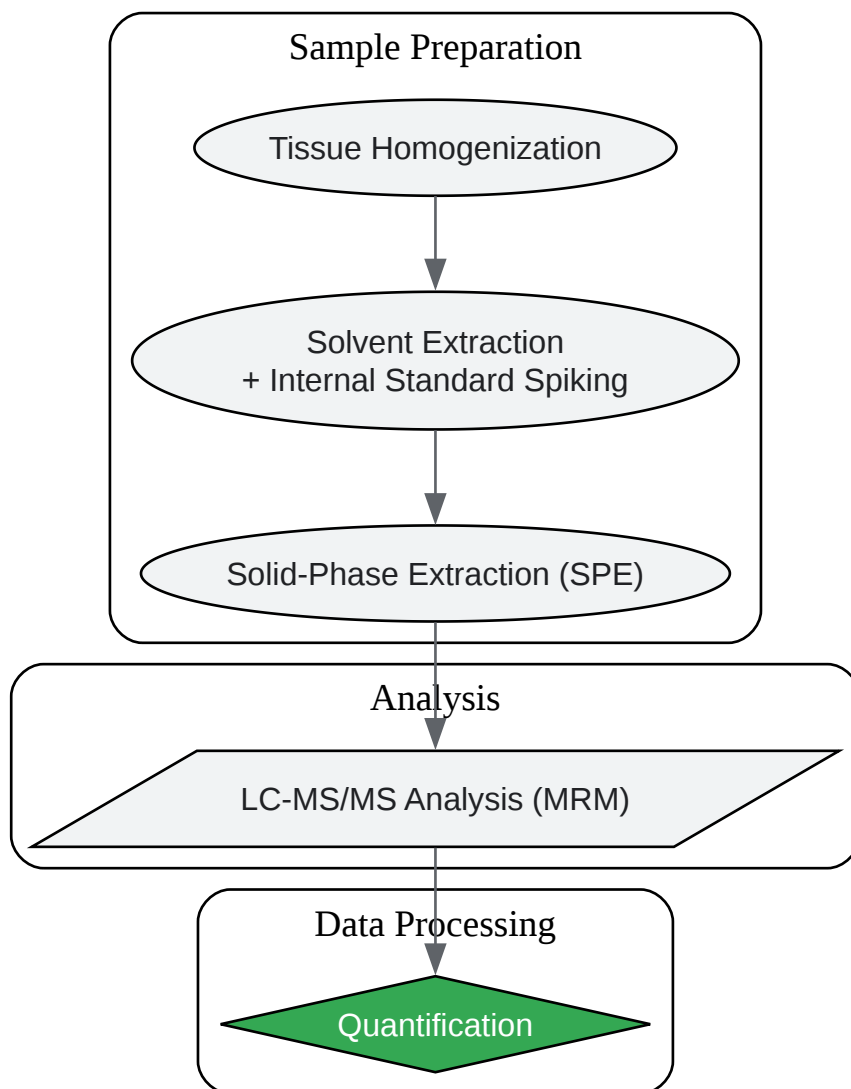 Sample Preparation
Tissue Homogenization
Solvent Extraction
+ Internal Standard Spiking
Solid-Phase Extraction (SPE)
Analysis
LC-MS/MS Analysis (MRM)
Data Processing
Quantification